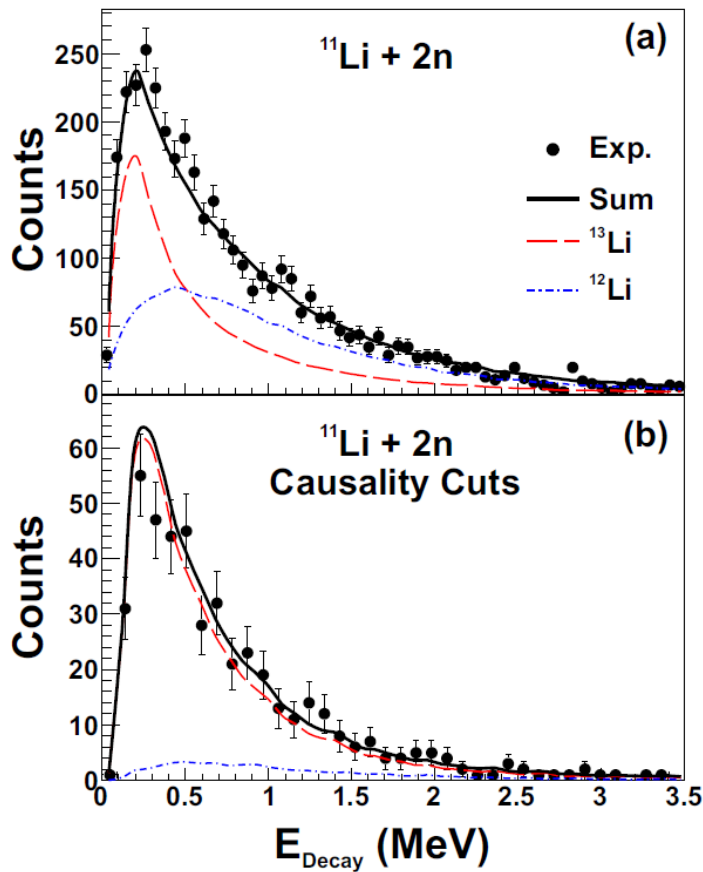 (a)
¹¹Li + 2n
Exp.
Sum
¹³Li
¹²Li
Counts
250
200
150
100
50
0
(b)
¹¹Li + 2n
Causality Cuts
Counts
60
50
40
30
20
10
0
0 0.5 1 1.5 2 2.5 3 3.5
E_Decay (MeV)